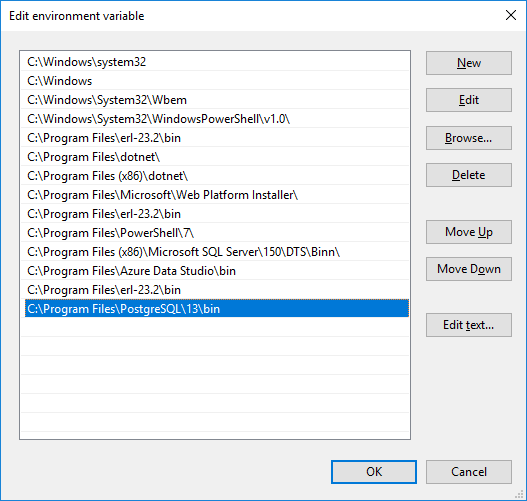 Edit environment variable
C:\Windows\system32
C:\Windows
C:\Windows\System32\Wbem
C:\Windows\System32\WindowsPowerShell\v1.0\
C:\Program Files\erl-23.2\bin
C:\Program Files\dotnet\
C:\Program Files (x86)\dotnet\
C:\Program Files\Microsoft\Web Platform Installer\
C:\Program Files\erl-23.2\bin
C:\Program Files\PowerShell\7\
C:\Program Files (x86)\Microsoft SQL Server\150\DTS\Binn\
C:\Program Files\Azure Data Studio\bin
C:\Program Files\erl-23.2\bin
C:\Program Files\PostgreSQL\13\bin
New
Edit
Browse...
Delete
Move Up
Move Down
Edit text...
OK
Cancel